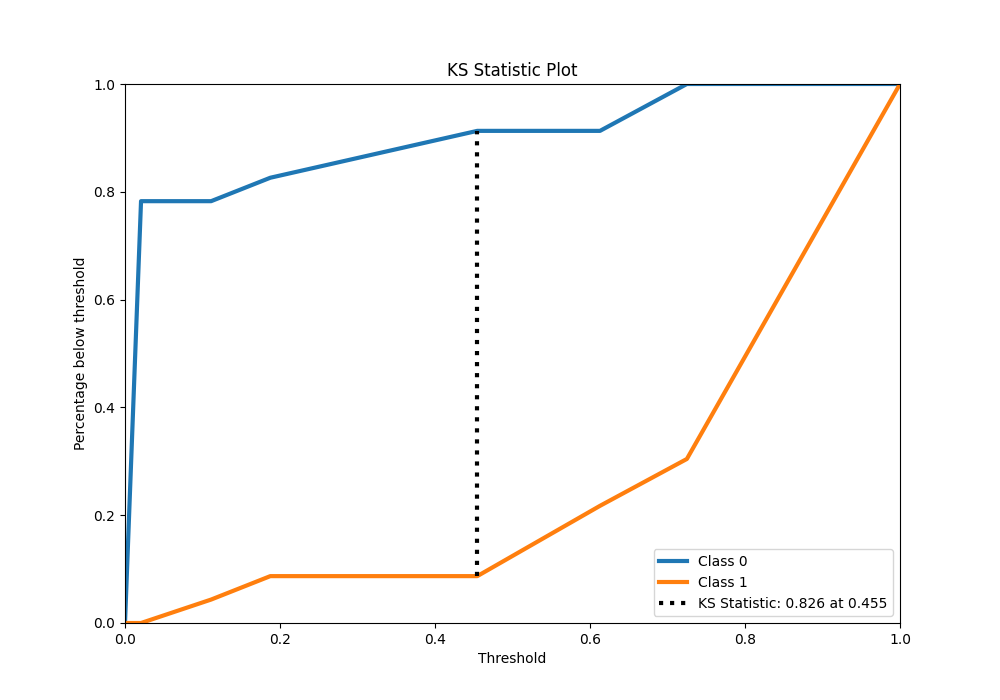 KS Statistic Plot
1.0
0.8
0.6
0.4
0.2
0.0
Percentage below threshold
0.0 0.2 0.4 0.6 0.8 1.0
Threshold
Class 0
Class 1
KS Statistic: 0.826 at 0.455